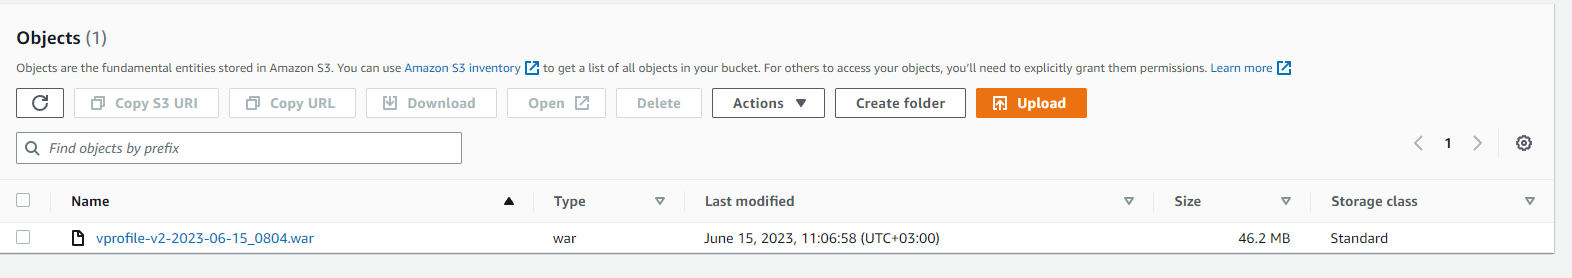 Objects (1)
Objects are the fundamental entities stored in Amazon S3. You can use Amazon S3 inventory to get a list of all objects in your bucket. For others to access your objects, you'll need to explicitly grant them permissions. Learn more
Copy S3 URI Copy URL Download Open Delete Actions Create folder Upload
Find objects by prefix
1
Name Type Last modified Size Storage class
vprofile-v2-2023-06-15_0804.war war June 15, 2023, 11:06:58 (UTC+03:00) 46.2 MB Standard